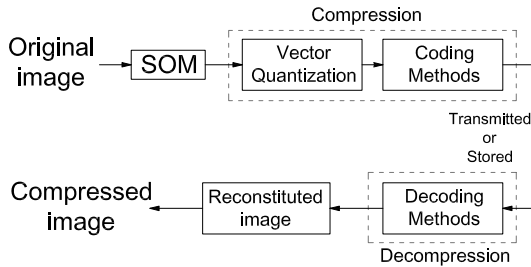 Compression
Original
image
SOM
Vector
Quantization
Coding
Methods
Transmitted
or
Stored
Compressed
image
Reconstituted
image
Decoding
Methods
Decompression